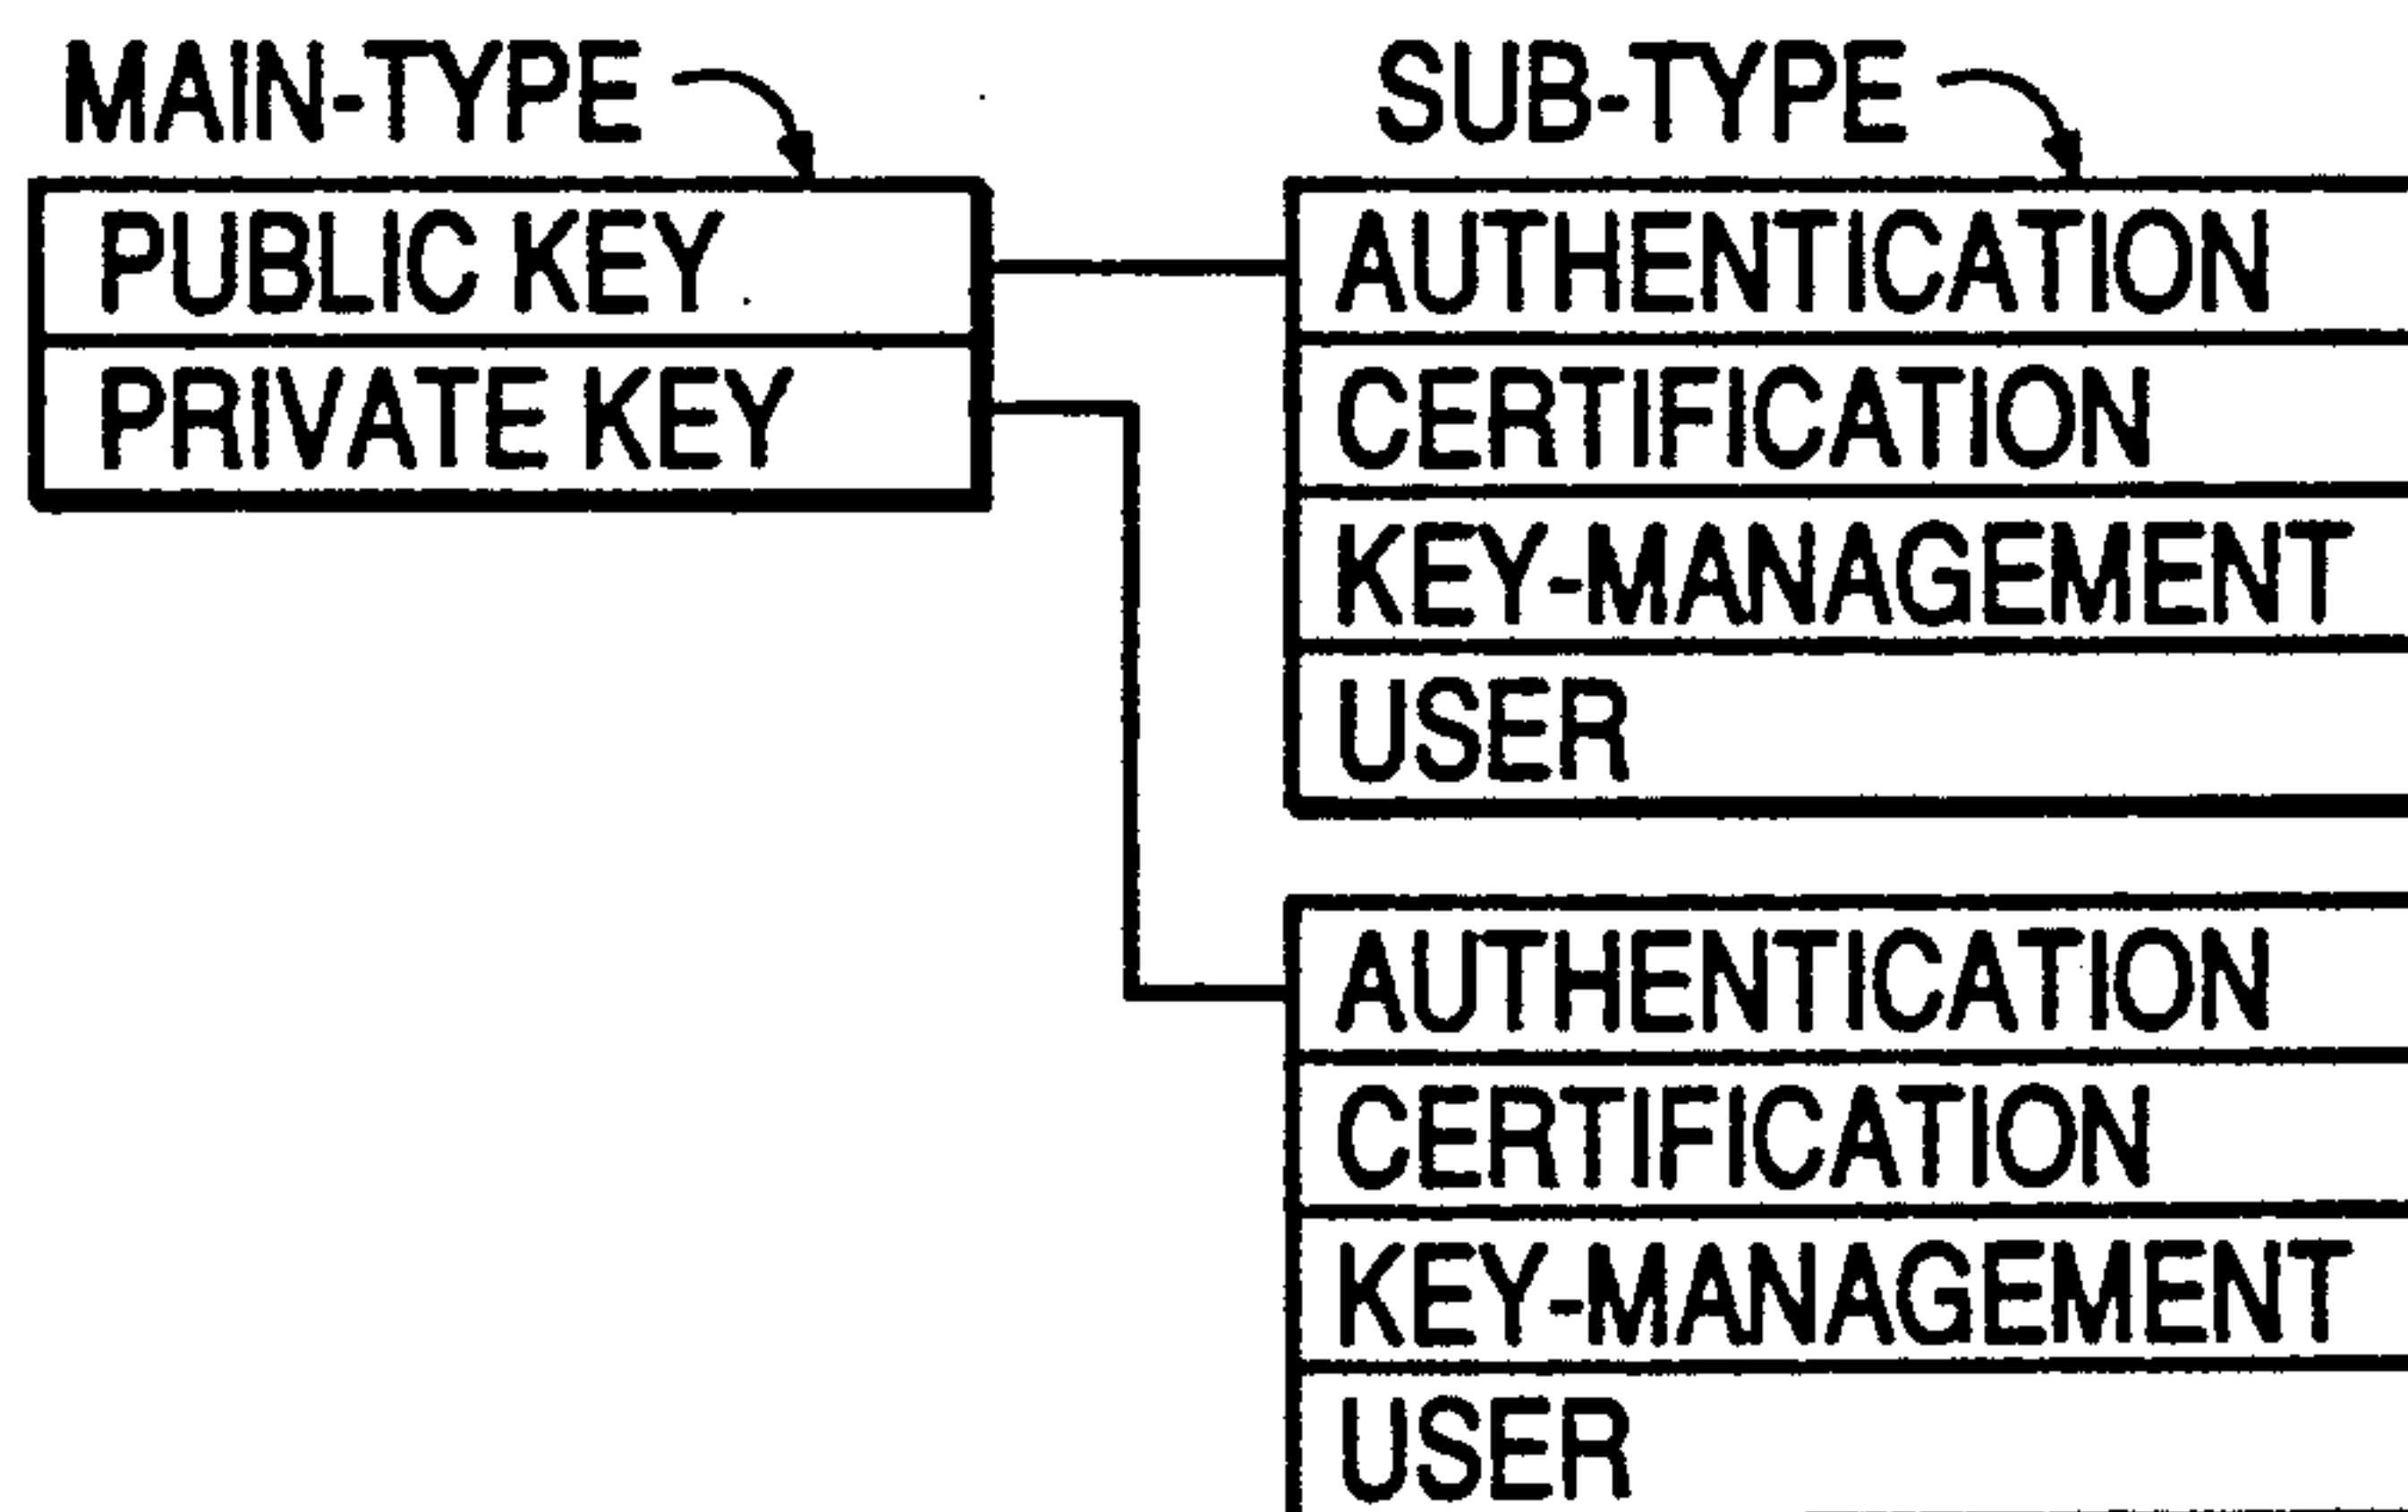 MAIN-TYPE
PUBLIC KEY
PRIVATE KEY
SUB-TYPE
AUTHENTICATION
CERTIFICATION
KEY-MANAGEMENT
USER
AUTHENTICATION
CERTIFICATION
KEY-MANAGEMENT
USER